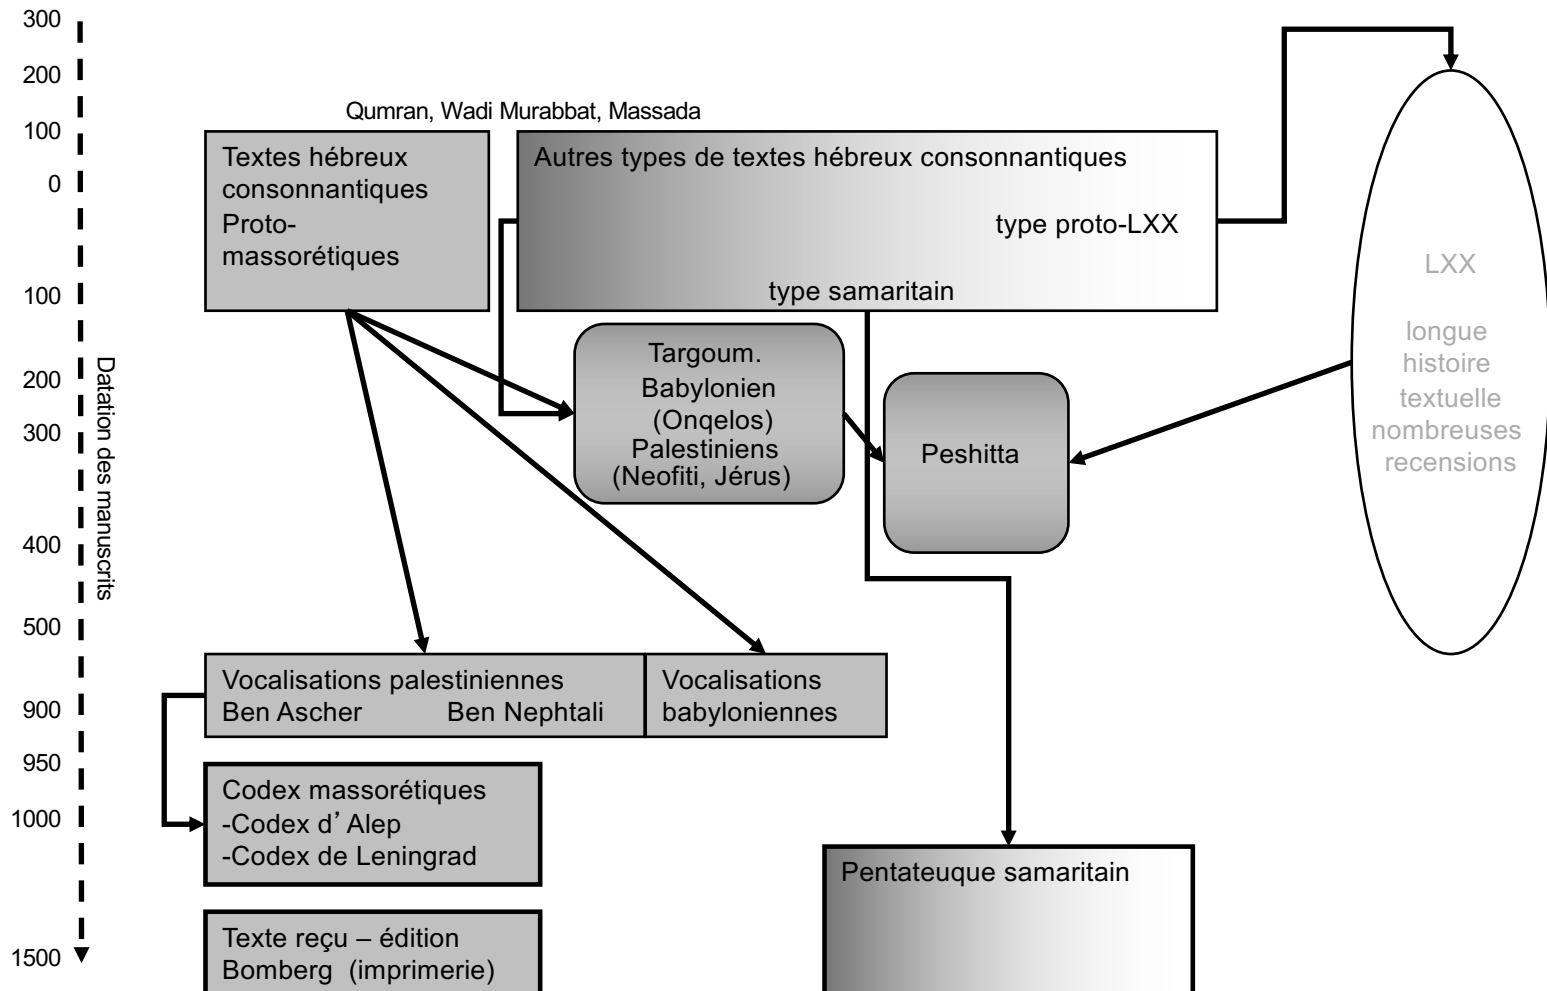 300
200
100
0
100
200
300
400
500
900
950
1000
1500
Datation des manuscrits
Qumran, Wadi Murabbat, Massada
Textes hébreux
consonnantiques
Proto-
massorétiques
Autres types de textes hébreux consonnantiques
type proto-LXX
type samaritain
LXX
longue
histoire
textuelle
nombreuses
recensions
Targoum.
Babylonien
(Onqelos)
Palestiniens
(Neofiti, Jérus)
Peshitta
Vocalisations palestiniennes
Ben Ascher Ben Nephtali
Vocalisations
babyloniennes
Codex massorétiques
-Codex d’Alep
-Codex de Leningrad
Pentateuque samaritain
Texte reçu – édition
Bomberg (imprimerie)